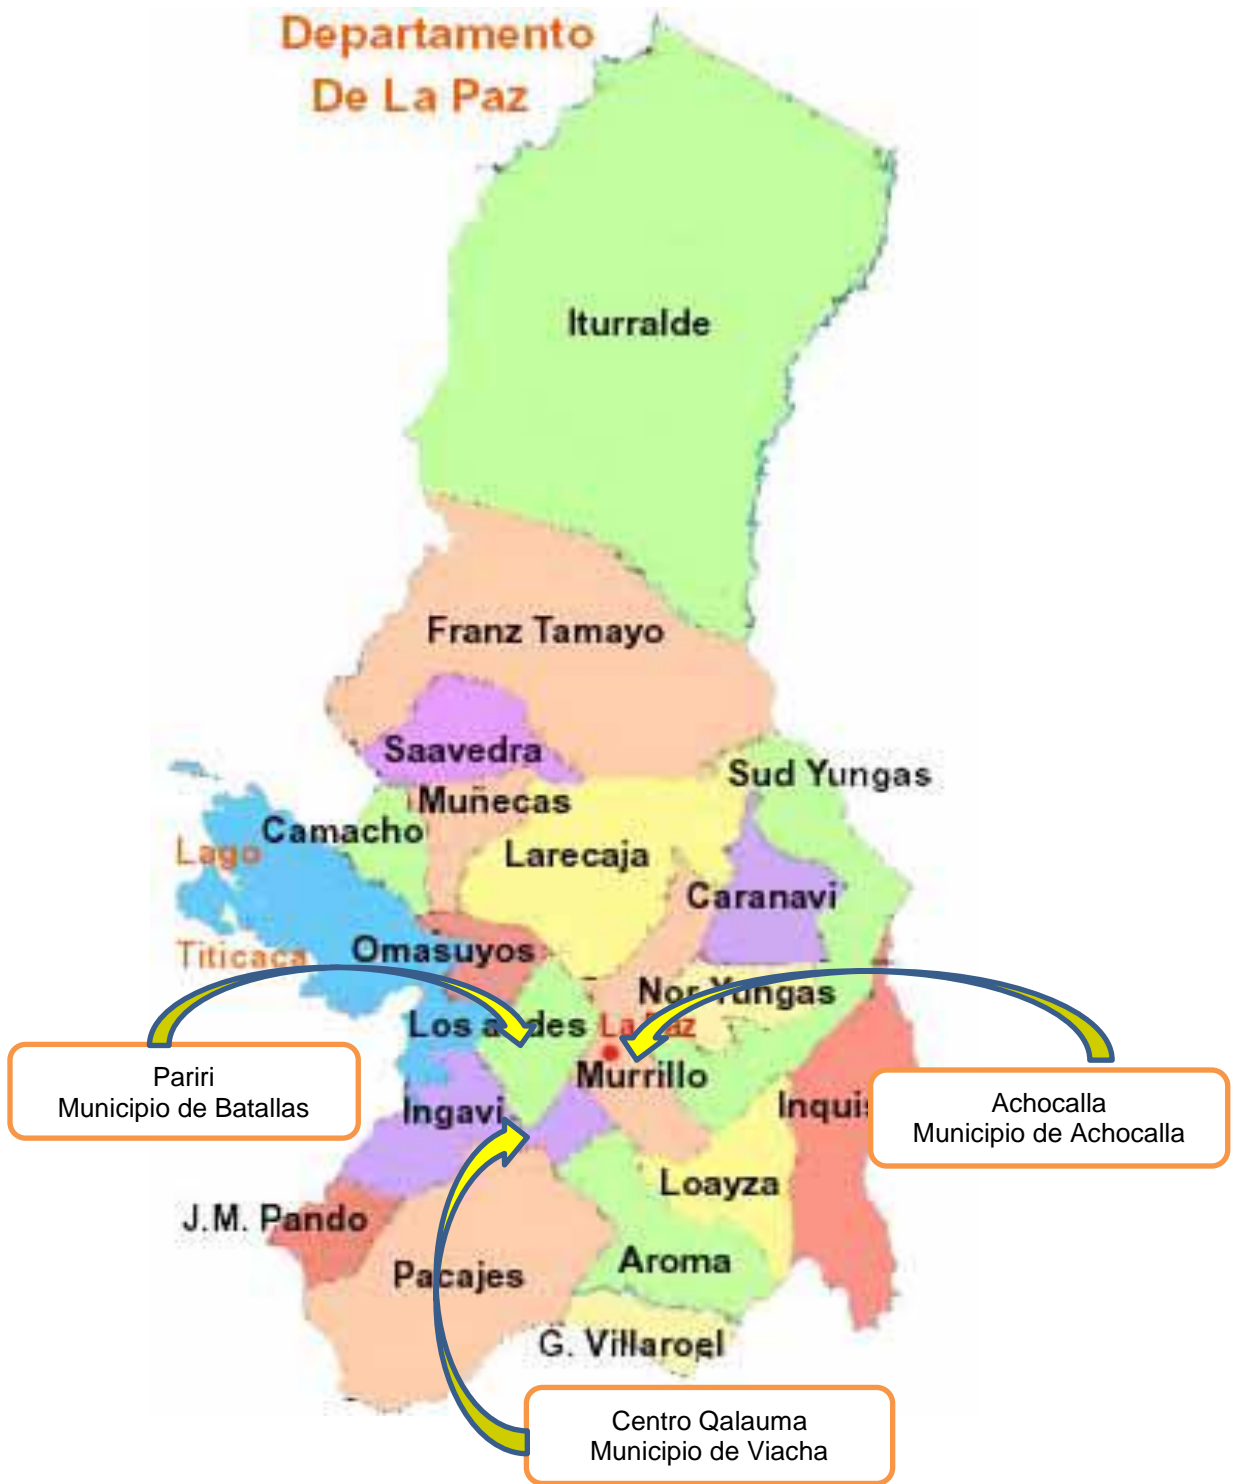 Departamento
De La Paz
Iturralde
Franz Tamayo
Saavedra
Sud Yungas
Muñecas
Camacho
Lago
Larecaja
Caranavi
Titicaca
Omasuyos
Nor Yungas
Los andes
La Paz
Murrillo
Pariri
Municipio de Batallas
Ingavi
Achocalla
Municipio de Achocalla
Loayza
J.M. Pando
Aroma
Pacajes
G. Villaroel
Centro Qalauma
Municipio de Viacha